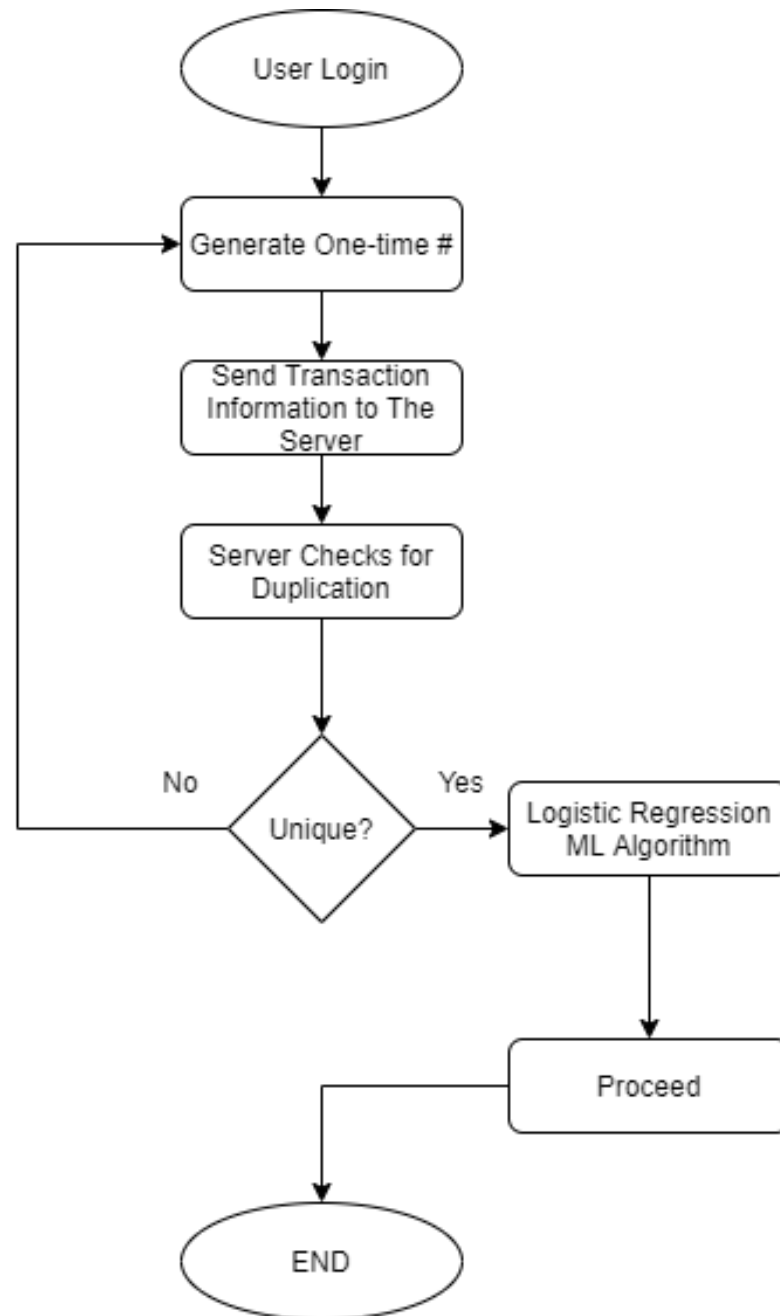 User Login
Generate One-time #
Send Transaction
Information to The
Server
Server Checks for
Duplication
No
Yes
Unique?
Logistic Regression
ML Algorithm
Proceed
END